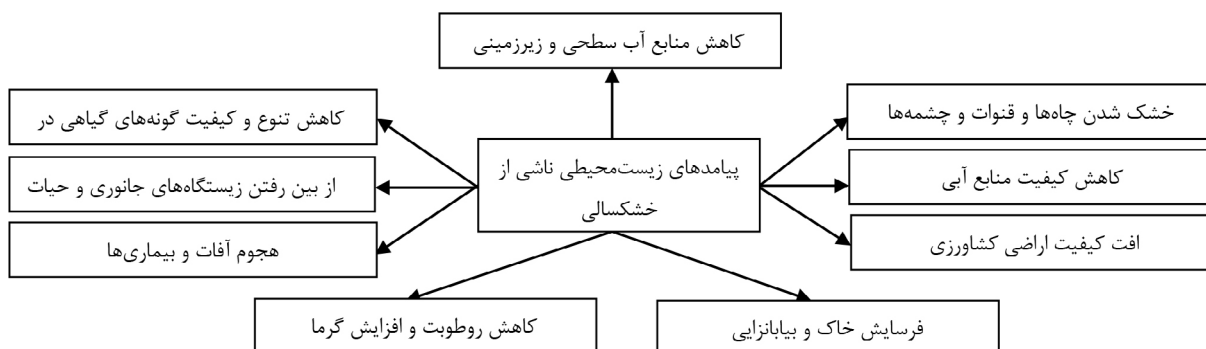 کاهش منابع آب سطحی و زیرزمینی
خشک شدن چاه‌ها و قنوات و چشمه‌ها
کاهش تنوع و کیفیت گونه‌های گیاهی در
پیامدهای زیست‌محیطی ناشی از
خشکسالی
کاهش کیفیت منابع آبی
از بین رفتن زیستگاه‌های جانوری و حیات
افت کیفیت اراضی کشاورزی
هجوم آفات و بیماری‌ها
فرسایش خاک و بیابانزایی
کاهش روطوبت و افزایش گرما